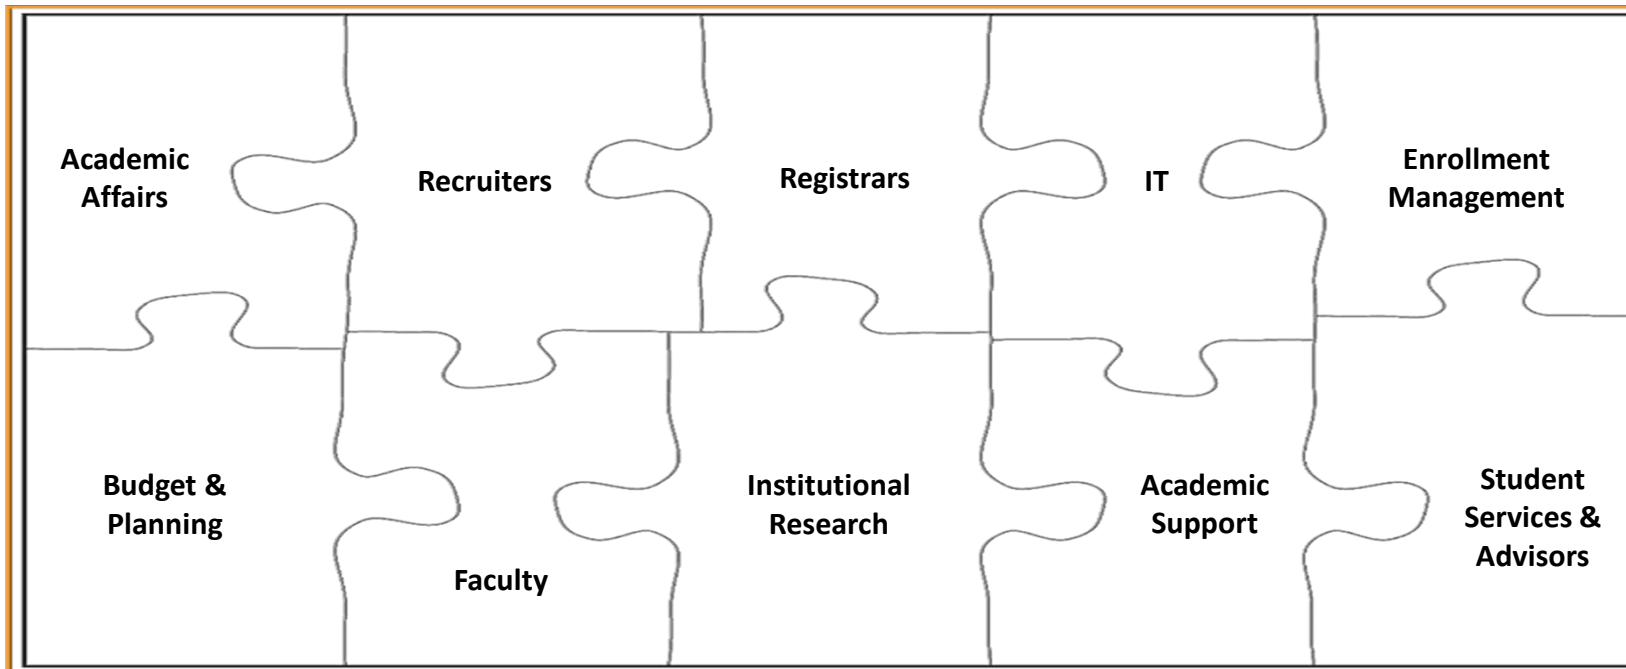 Academic
Affairs
Recruiters
Registrars
IT
Enrollment
Management
Budget &
Planning
Faculty
Institutional
Research
Academic
Support
Student
Services &
Advisors